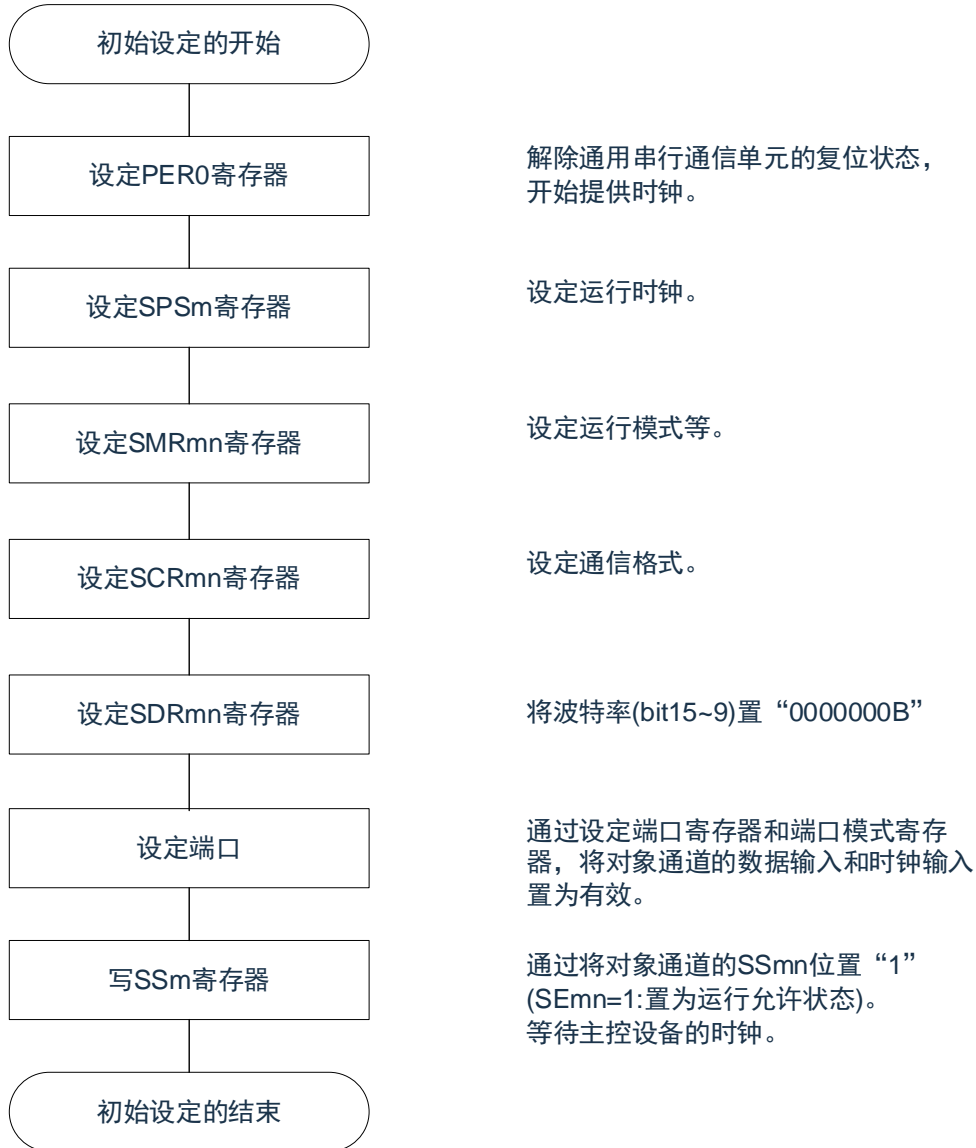 初始设定的开始
设定PER0寄存器
解除通用串行通信单元的复位状态，
开始提供时钟。
设定SPSm寄存器
设定运行时钟。
设定SMRmn寄存器
设定运行模式等。
设定SCRmn寄存器
设定通信格式。
设定SDRmn寄存器
将波特率(bit15~9)置“0000000B”
设定端口
通过设定端口寄存器和端口模式寄存
器，将对象通道的数据输入和时钟输入
置为有效。
写SSm寄存器
通过将对象通道的SSmn位置“1”
(SEmn=1:置为运行允许状态)。
等待主控设备的时钟。
初始设定的结束